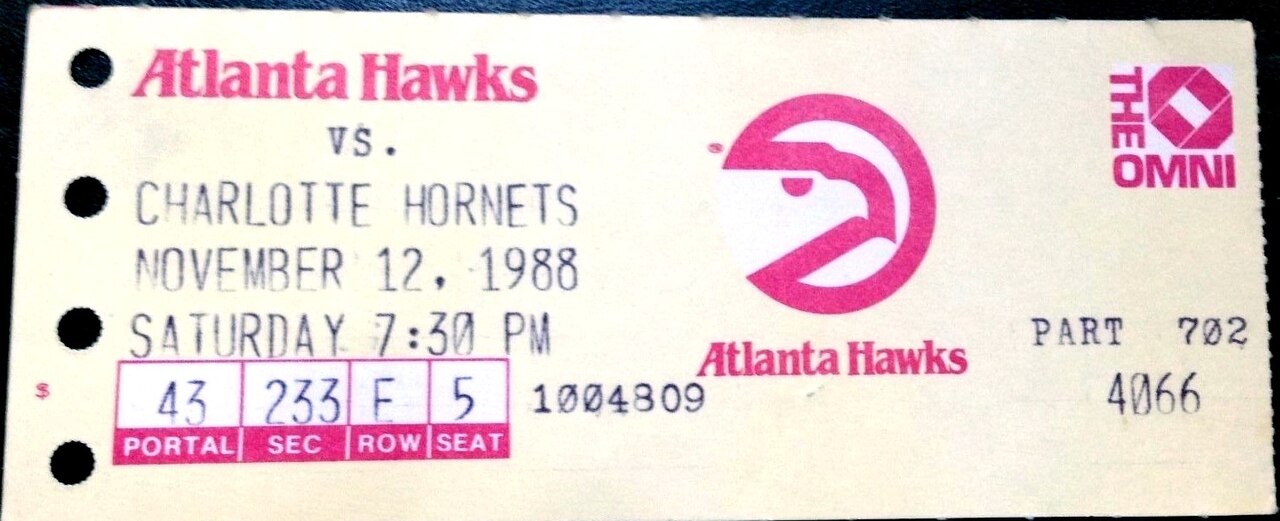 Atlanta Hawks
VS.
CHARLOTTE HORNETS
NOVEMBER 12, 1988
SATURDAY 7:30 PM
43 233 E 5 1004809
PORTAL SEC ROW SEAT
Atlanta Hawks
THE OMNI
PART 702
4066